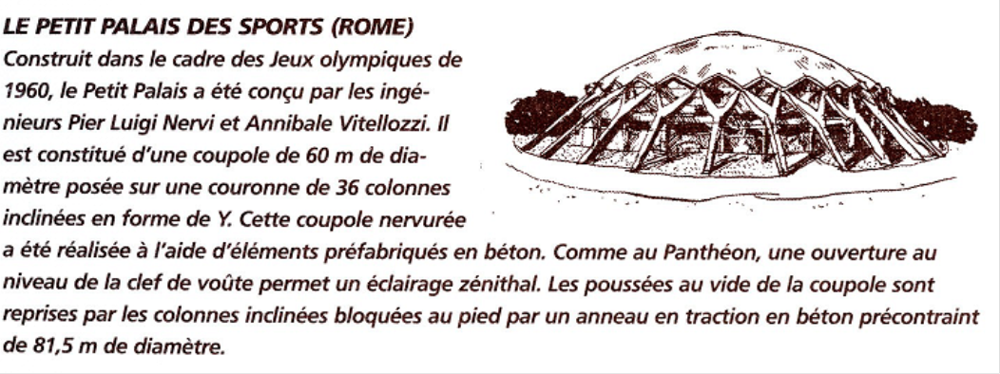 LE PETIT PALAIS DES SPORTS (ROME)
Construit dans le cadre des Jeux olympiques de
1960, le Petit Palais a été conçu par les ingé-
nieurs Pier Luigi Nervi et Annibale Vitellozzi. Il
est constitué d'une coupole de 60 m de dia-
mètre posée sur une couronne de 36 colonnes
inclinées en forme de Y. Cette coupole nervurée
a été réalisée à l'aide d'éléments préfabriqués en béton. Comme au Panthéon, une ouverture au
niveau de la clef de voûte permet un éclairage zénithal. Les poussées au vide de la coupole sont
reprises par les colonnes inclinées bloquées au pied par un anneau en traction en béton précontraint
de 81,5 m de diamètre.